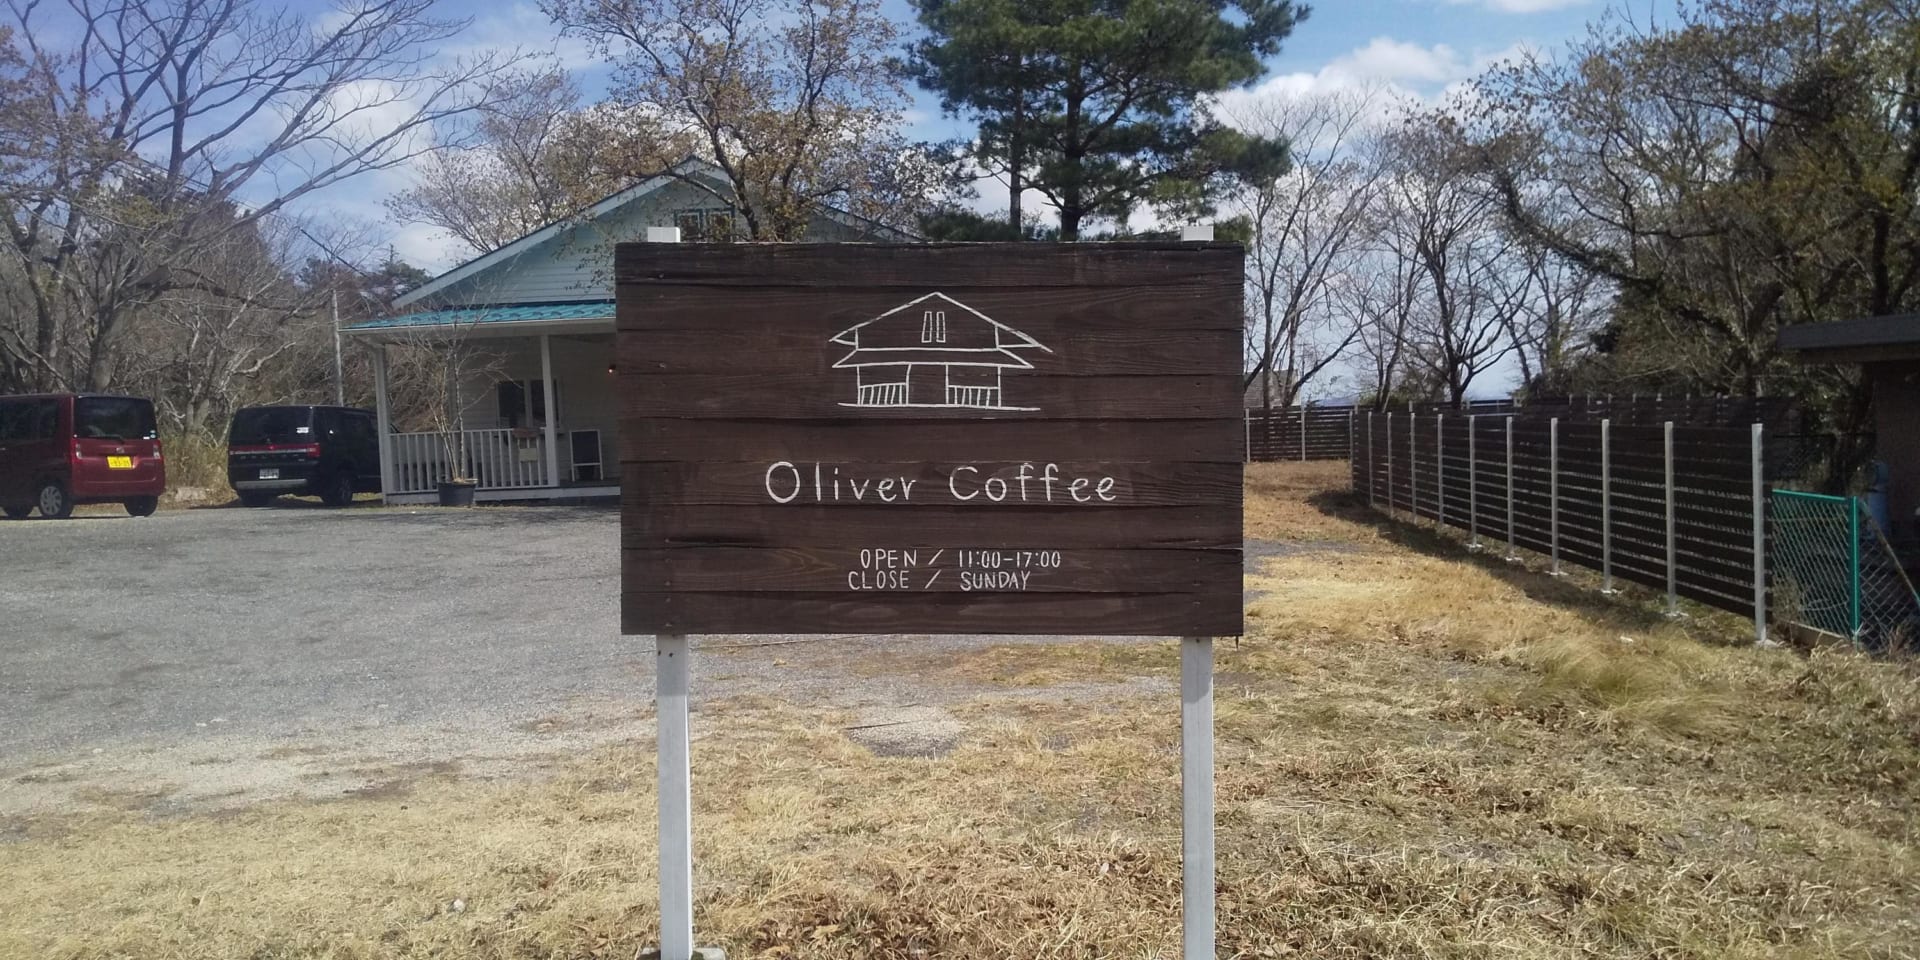 Oliver Coffee
OPEN / 11:00-17:00
CLOSE / SUNDAY